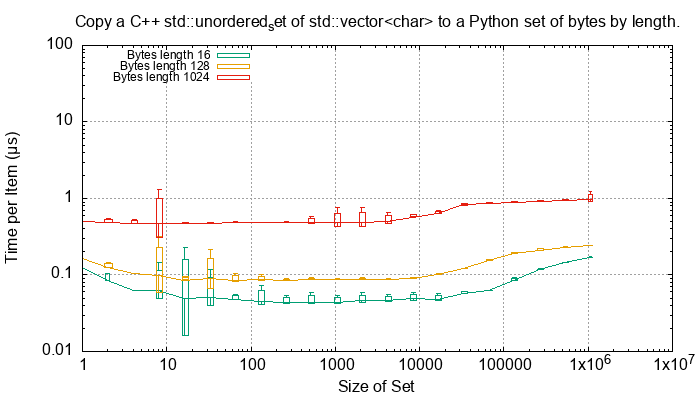 Copy a C++ std::unordered_set of std::vector<char> to a Python set of bytes by length.
100
10
1
0.1
0.01
Time per Item (µs)
Bytes length 16
Bytes length 128
Bytes length 1024
1 10 100 1000 10000 100000 1x10^6 1x10^7
Size of Set